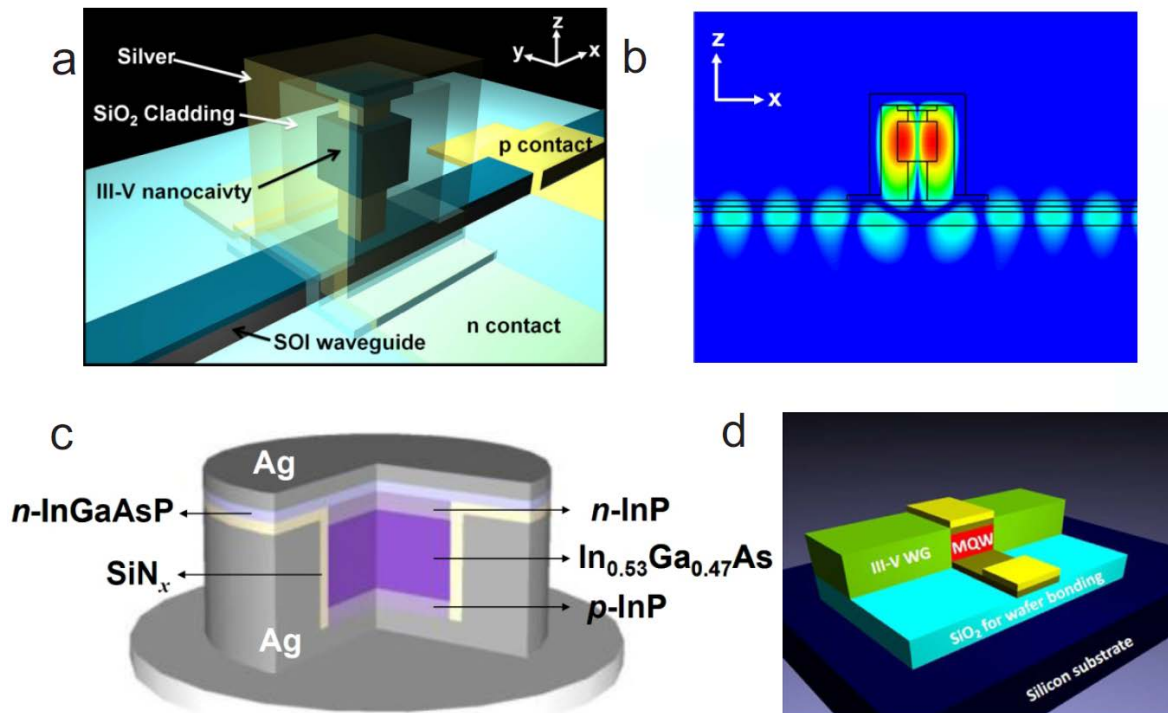 a
Silver
SiO₂ Cladding
III-V nanocaivty
SOI waveguide
p contact
n contact
z
y
x
b
z
x
c
Ag
n-InGaAsP
SiNₓ
Ag
n-InP
In₀.₅₃Ga₀.₄₇As
p-InP
d
III-V WG
MQW
SiO₂ for wafer bonding
Silicon substrate